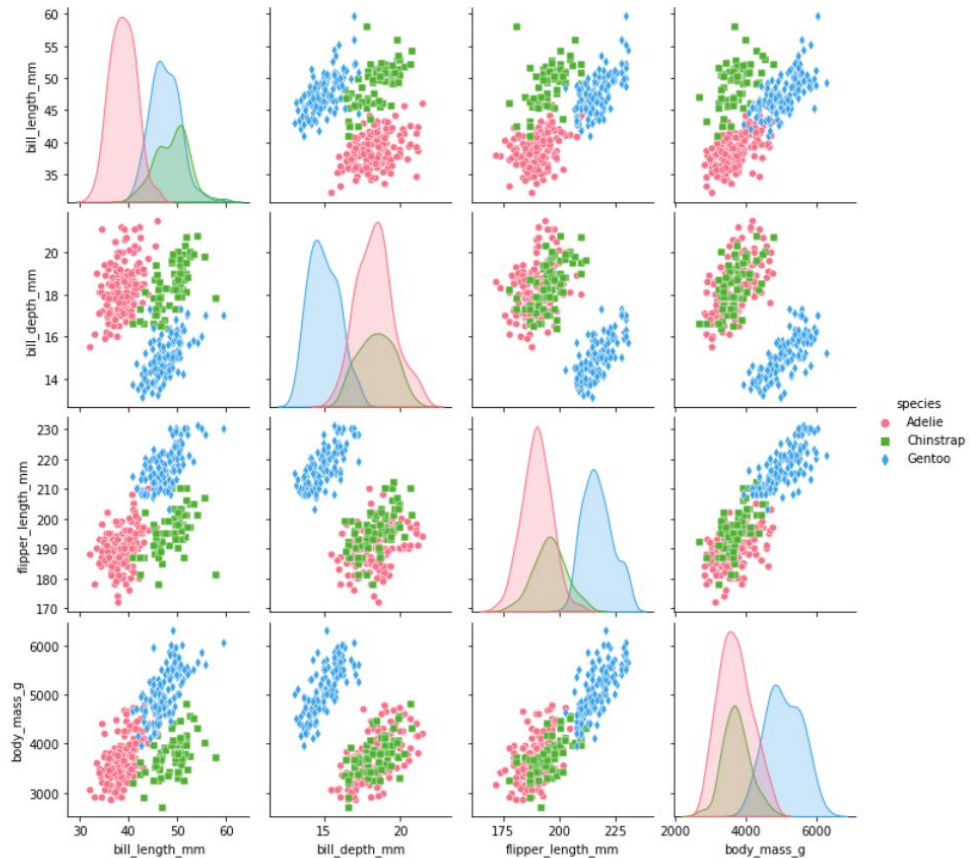 60
55
50
45
40
35
bill_length_mm
20
18
16
14
bill_depth_mm
species
Adelie
Chinstrap
Gentoo
230
220
210
200
190
180
170
flipper_length_mm
6000
5000
4000
3000
body_mass_g
30 40 50 60
bill_length_mm
15 20
bill_depth_mm
175 200 225
flipper_length_mm
2000 4000 6000
body_mass_g